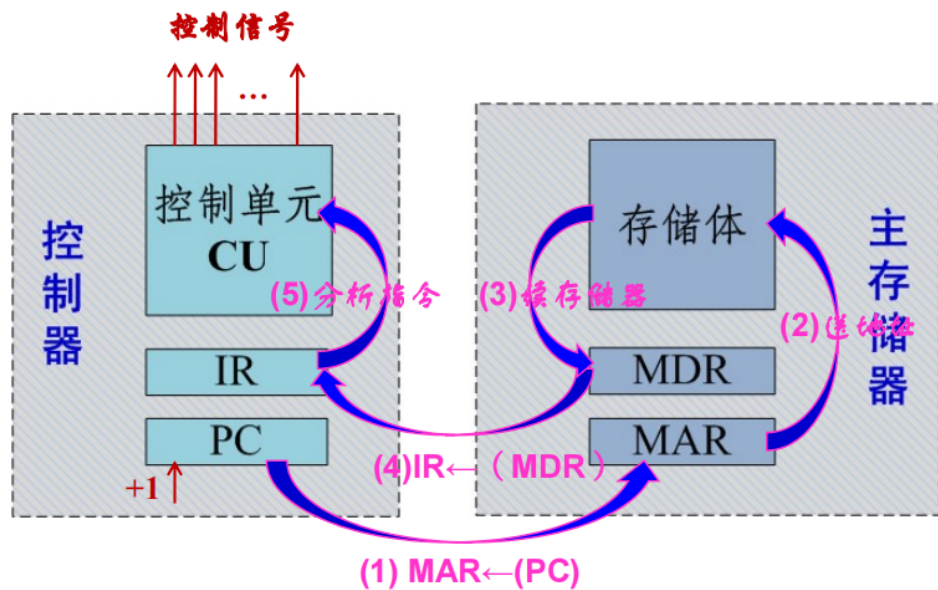 控制信号
...
控制器
控制单元
CU
IR
PC
+1
存储体
MDR
MAR
主存储器
(5)分析指令
(3)读存储器
(2)送地址
(4)IR←（MDR）
(1) MAR←(PC)